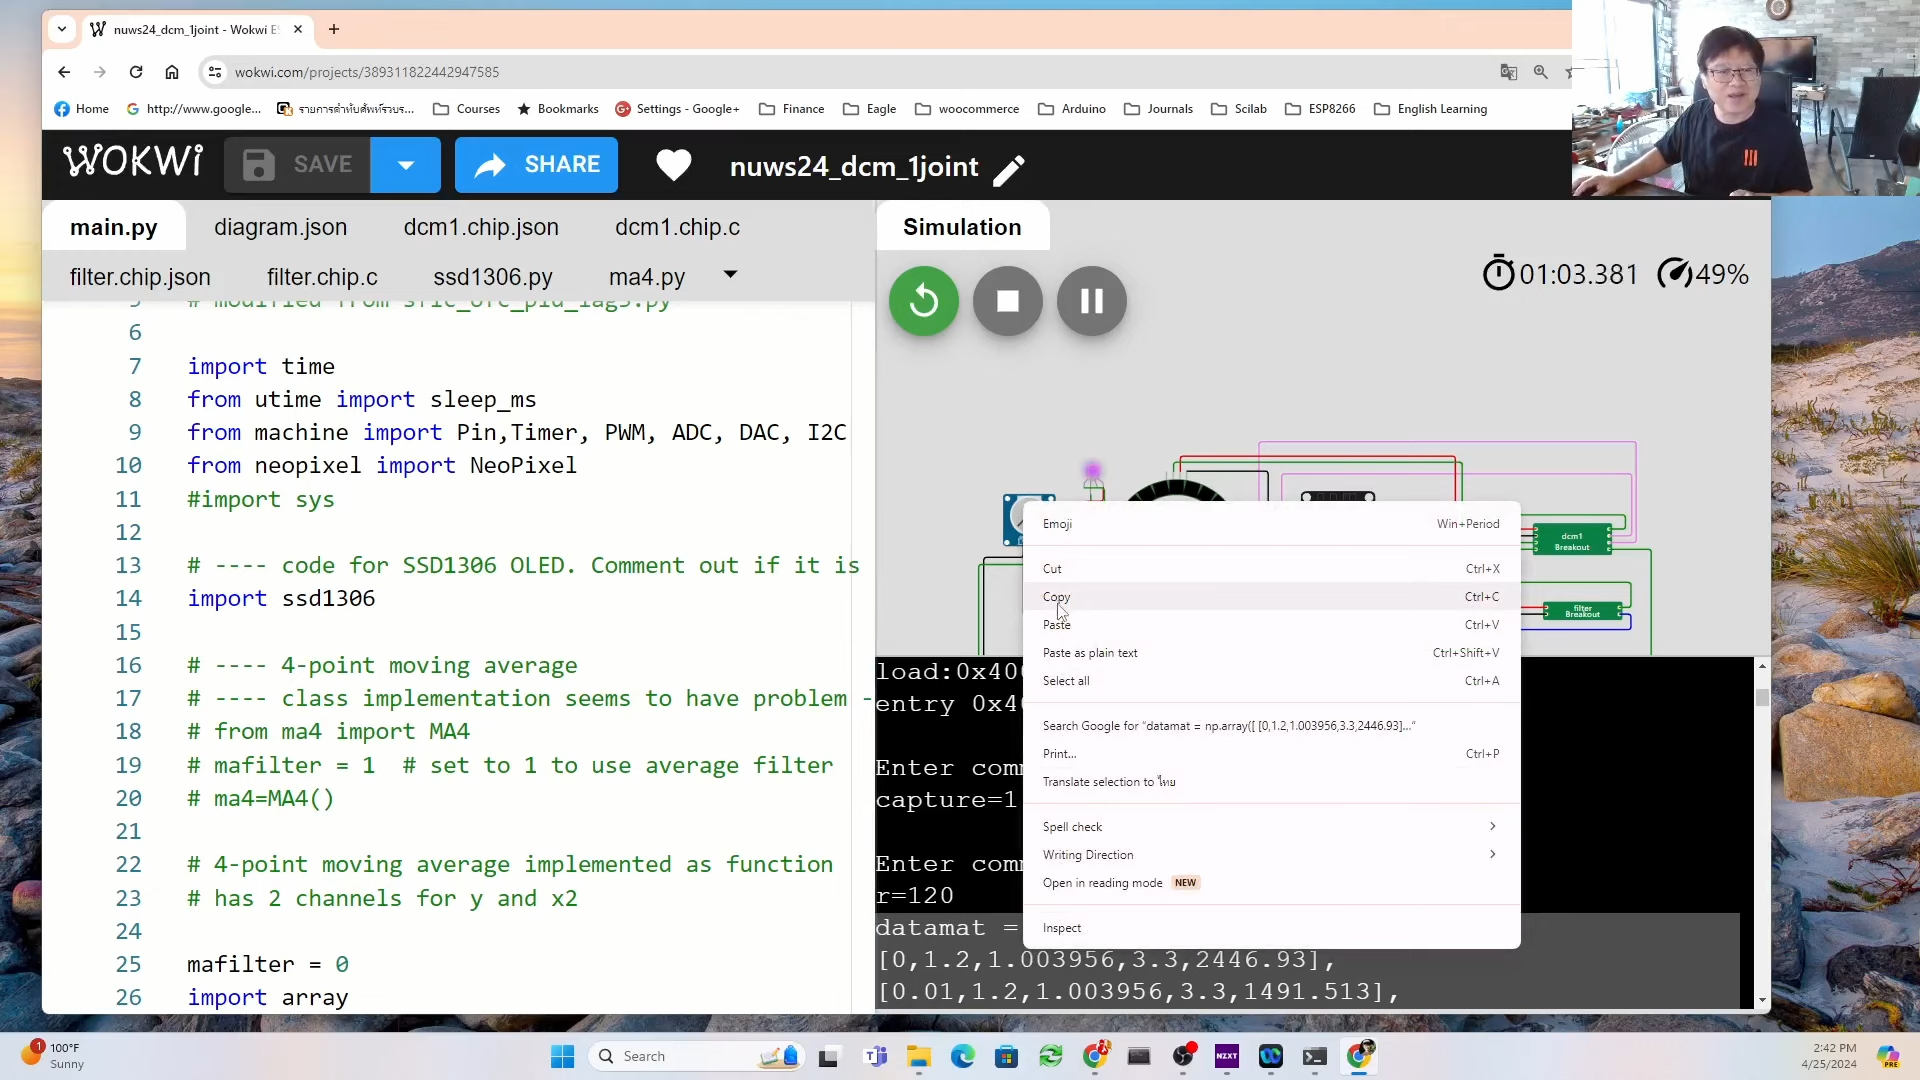 nuws24_dcm_1joint - Wokwi E
wokwi.com/projects/389311822442947585
Home
http://www.google...
Courses
Bookmarks
Settings - Google+
Finance
Eagle
woocommerce
Arduino
Journals
Scilab
ESP8266
English Learning
WOKWI
SAVE
SHARE
nuws24_dcm_1joint
main.py
diagram.json
dcm1.chip.json
dcm1.chip.c
filter.chip.json
filter.chip.c
ssd1306.py
ma4.py
Simulation
01:03.381
49%
5 # modified from sfic_ofc_pid_lag3.py
6
7 import time
8 from utime import sleep_ms
9 from machine import Pin,Timer, PWM, ADC, DAC, I2C
10 from neopixel import NeoPixel
11 #import sys
12
13 # ---- code for SSD1306 OLED. Comment out if it is
14 import ssd1306
15
16 # ---- 4-point moving average
17 # ---- class implementation seems to have problem -
18 # from ma4 import MA4
19 # mafilter = 1  # set to 1 to use average filter
20 # ma4=MA4()
21
22 # 4-point moving average implemented as function
23 # has 2 channels for y and x2
24
25 mafilter = 0
26 import array
dcm1
Breakout
filter
Breakout
Emoji Win+Period
Cut Ctrl+X
Copy Ctrl+C
Paste Ctrl+V
Paste as plain text Ctrl+Shift+V
Select all Ctrl+A
Search Google for "datamat = np.array([ [0,1.2,1.003956,3.3,2446.93]..."
Print... Ctrl+P
Translate selection to ไทย
Spell check
Writing Direction
Open in reading mode NEW
Inspect
load:0x400
entry 0x40
Enter comm
capture=1
Enter comm
r=120
datamat =
[0,1.2,1.003956,3.3,2446.93],
[0.01,1.2,1.003956,3.3,1491.513],
1
100°F
Sunny
Search
NZXT
2:42 PM
4/25/2024
PRE